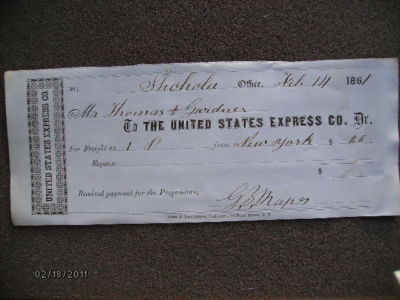 UNITED STATES EXPRESS CO.
Shohola Office, Feb 14 1861
Mr Thomas & Gardner
To THE UNITED STATES EXPRESS CO. Dr.
For Freight on 1 P from New York $ 26
Expense $
Received payment for the Proprietors,
G. B. Mapes
02/18/2011